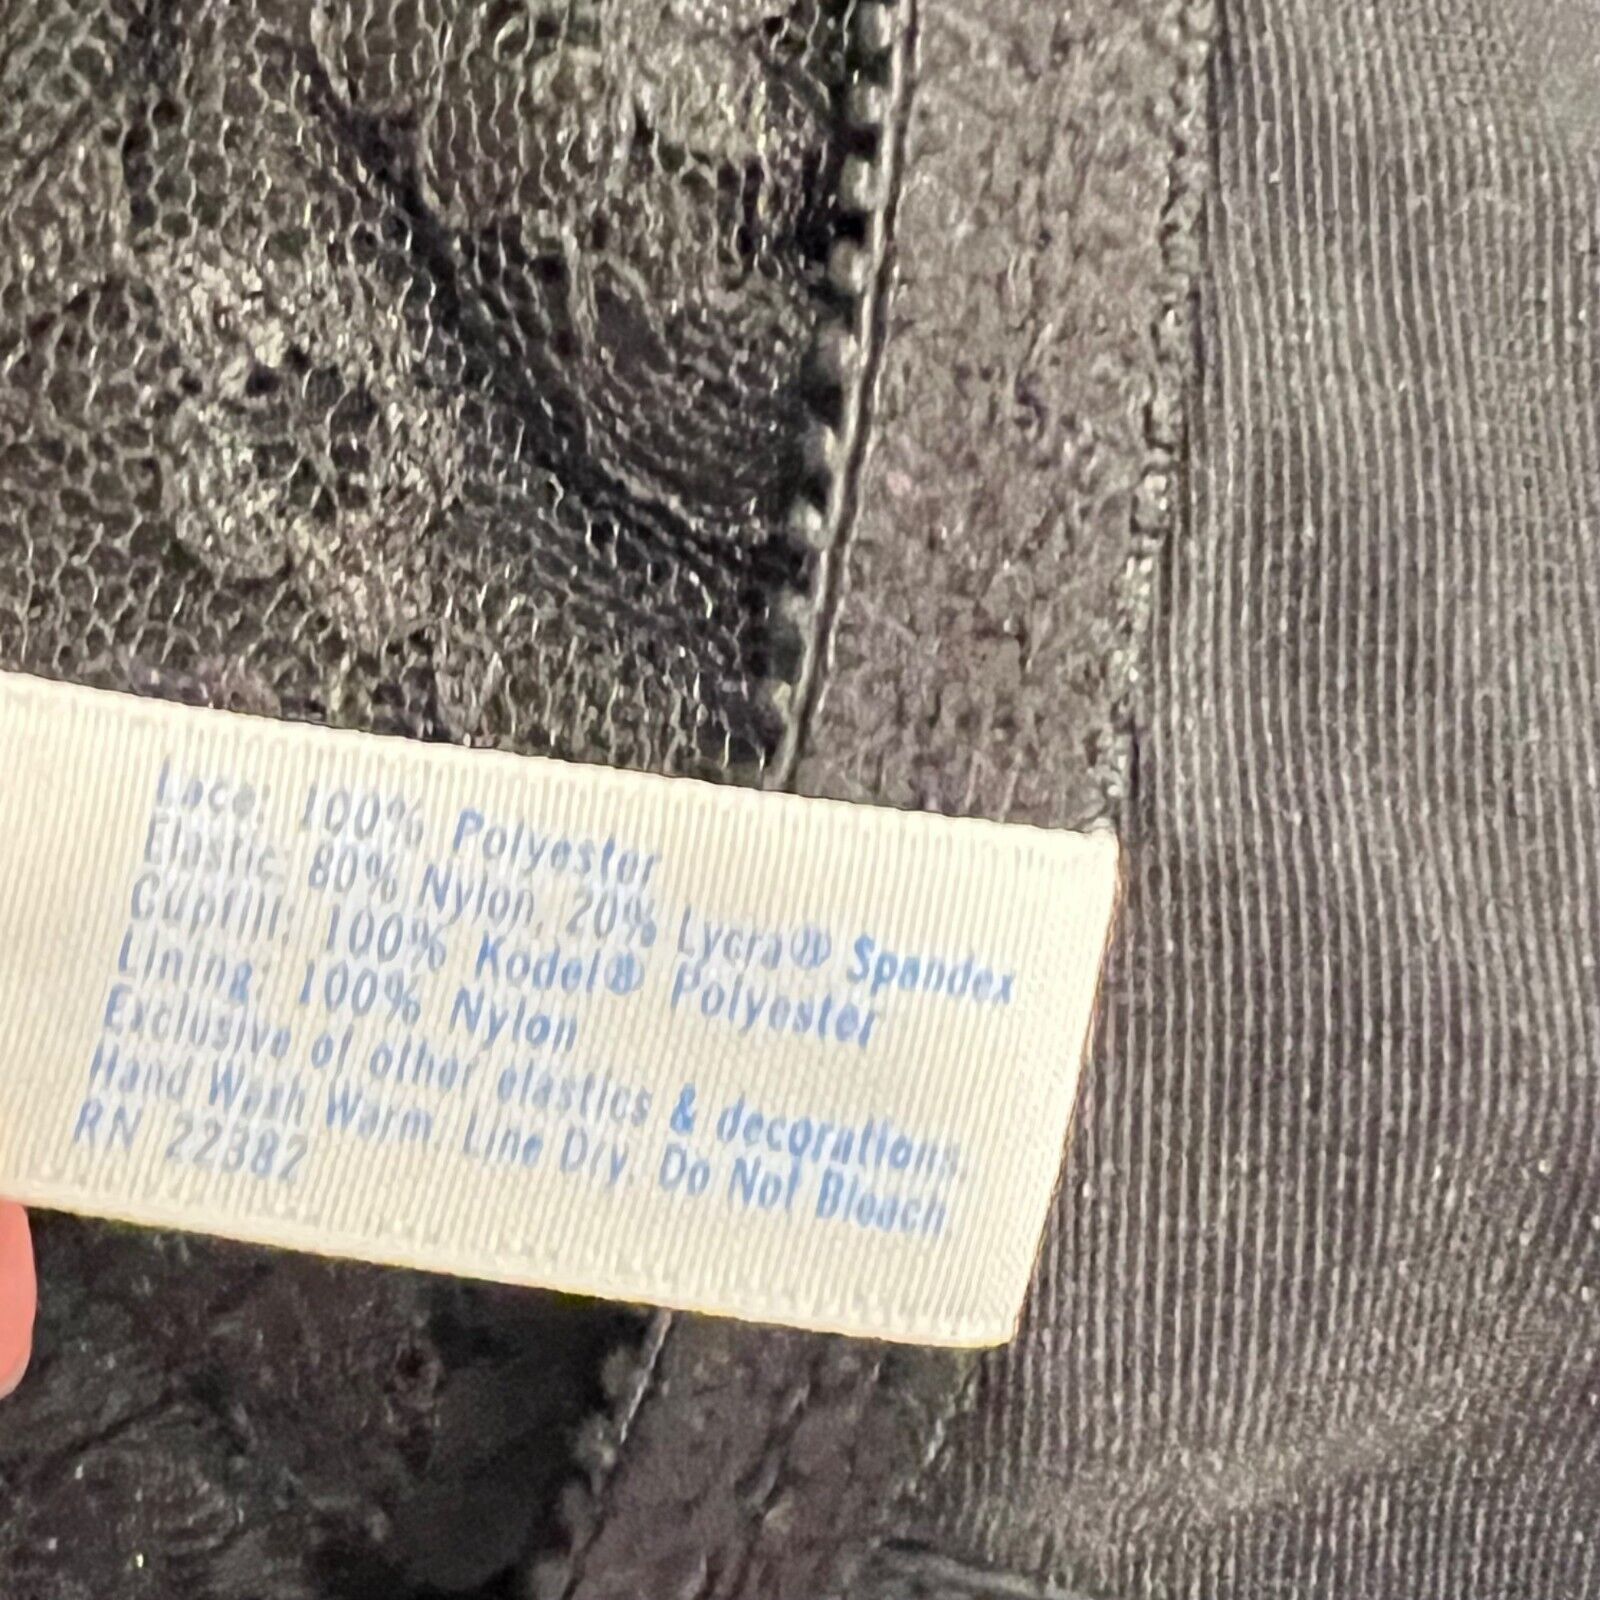 Lace: 100% Polyester
Elastic: 80% Nylon, 20% Lycra® Spandex
Cupfill: 100% Kodel® Polyester
Lining: 100% Nylon
Exclusive of other elastics & decorations.
Hand Wash Warm. Line Dry. Do Not Bleach
RN 22382